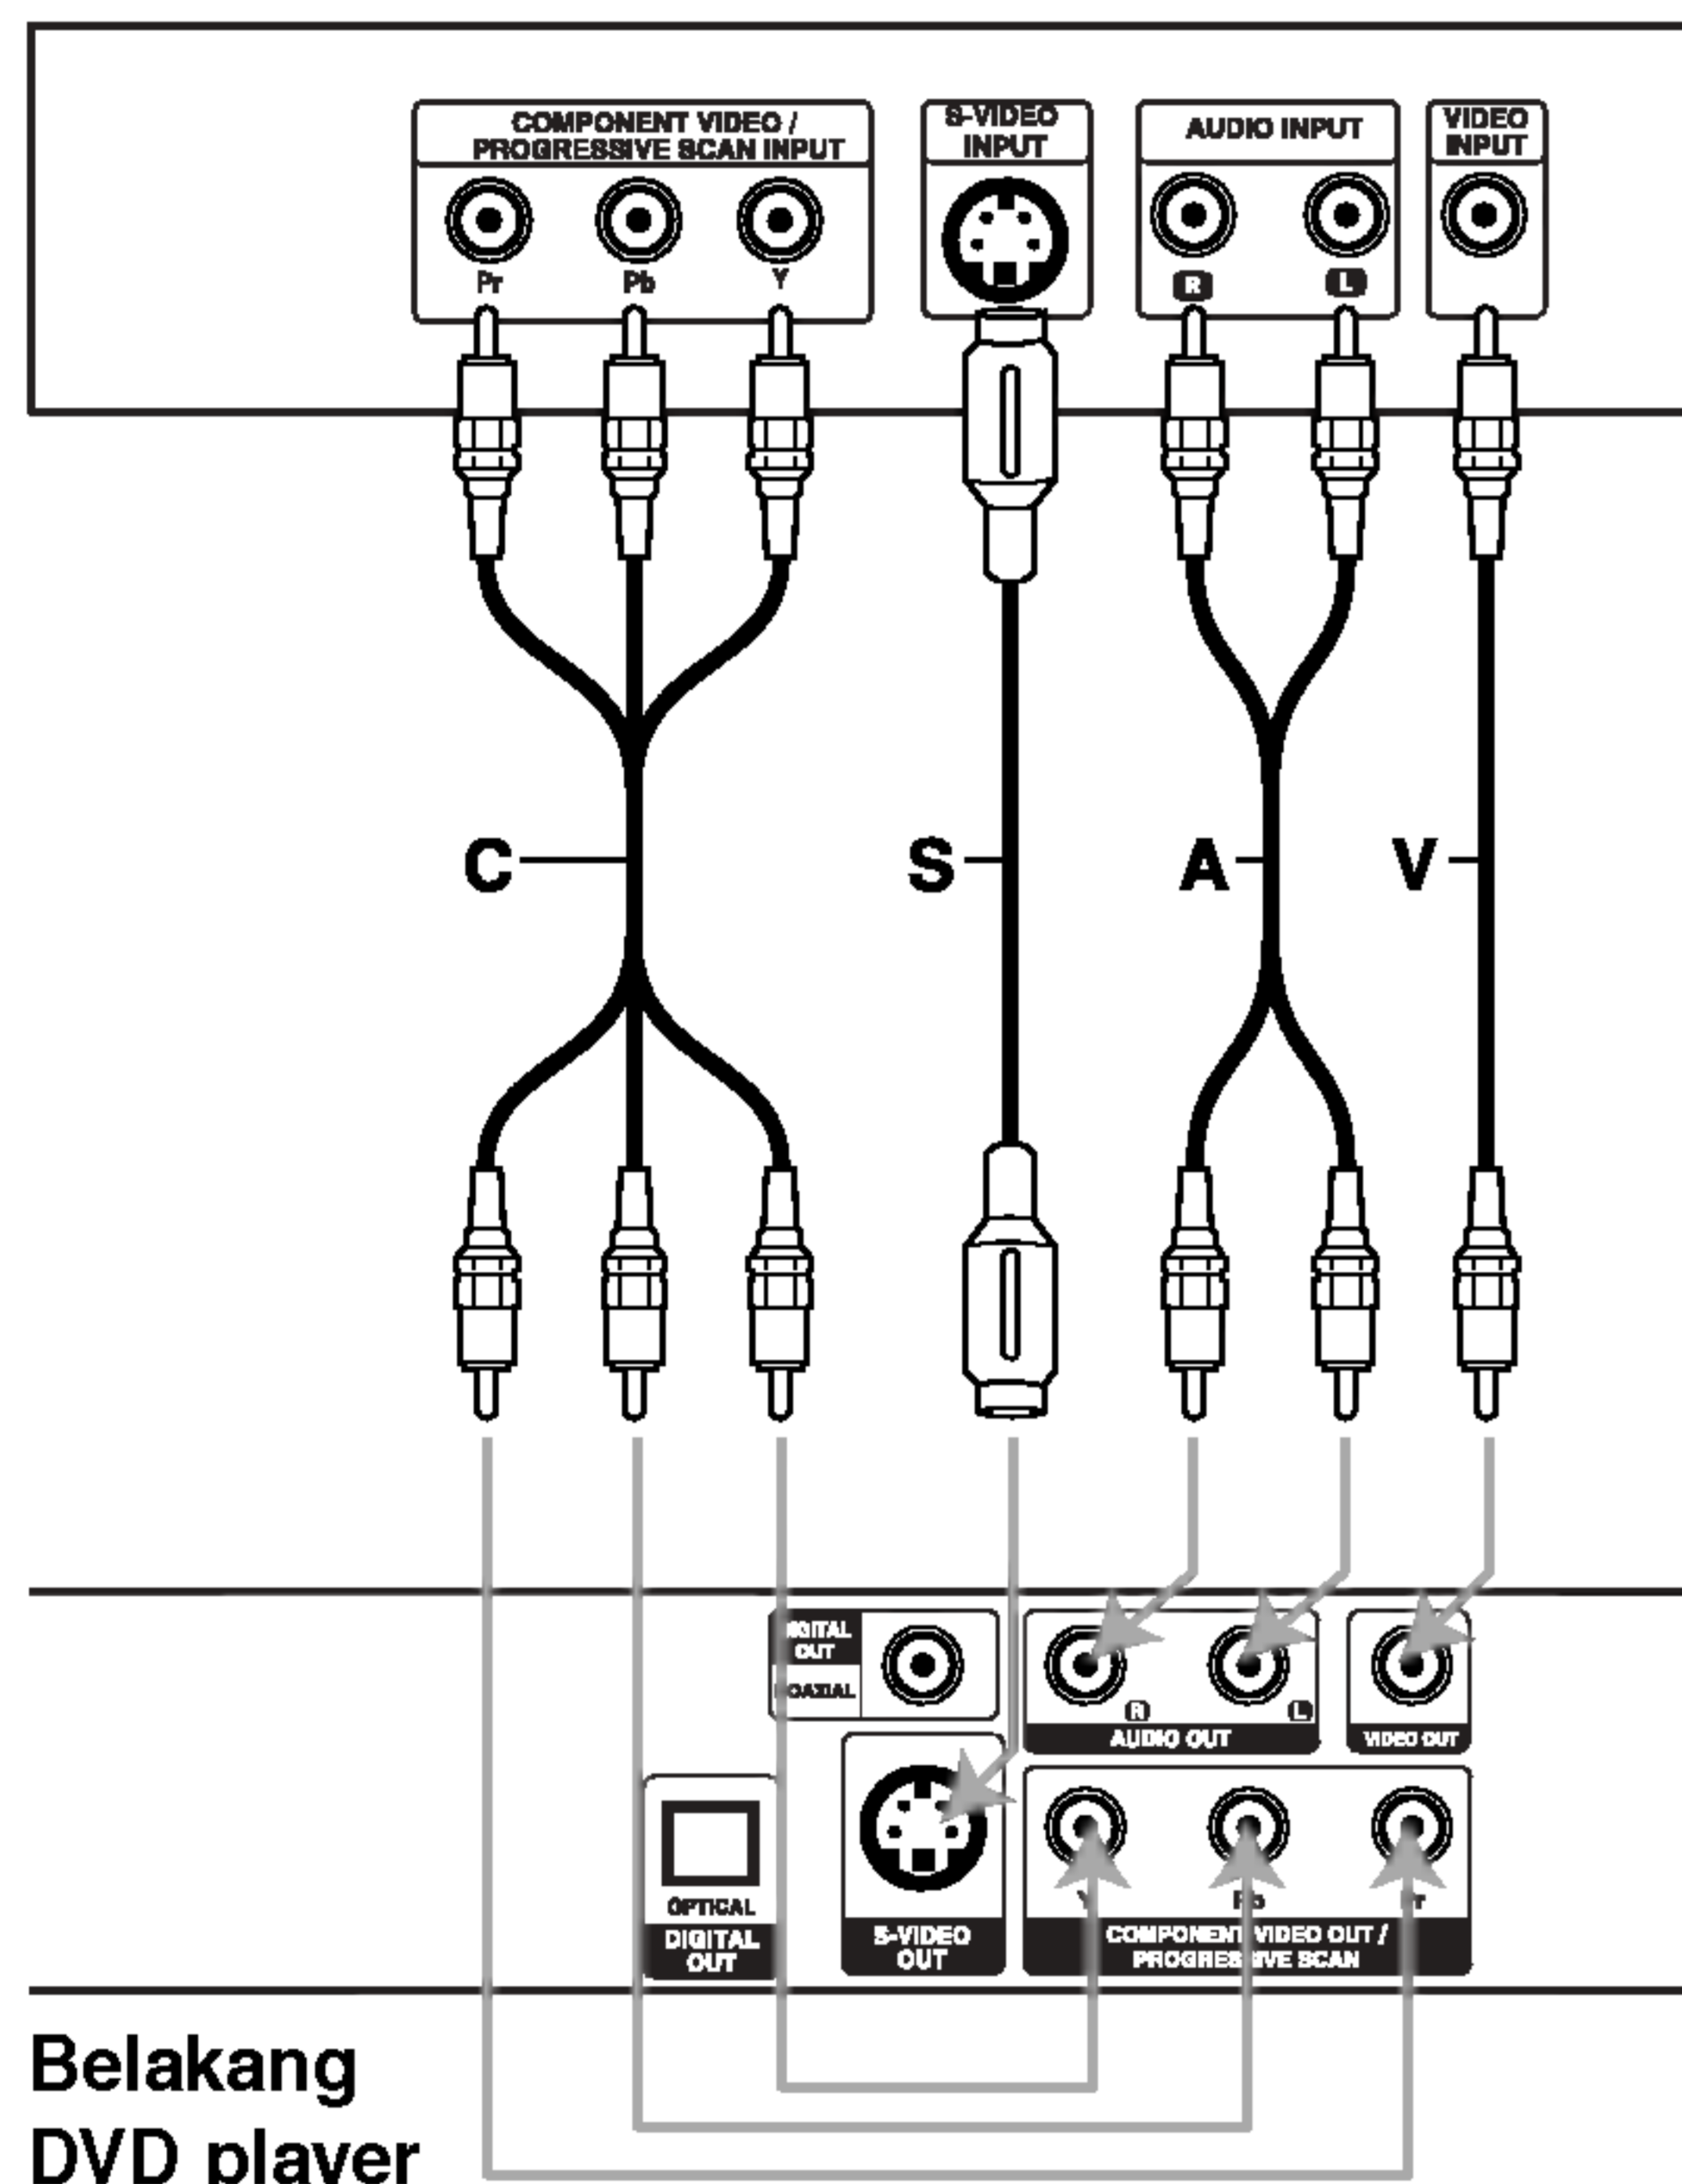 COMPONENT VIDEO /
PROGRESSIVE SCAN INPUT
Pr Pb Y
S-VIDEO
INPUT
AUDIO INPUT
R L
VIDEO
INPUT
C S A V
DIGITAL
OUT
COAXIAL
R L
AUDIO OUT
VIDEO OUT
OPTICAL
DIGITAL
OUT
S-VIDEO
OUT
Y Pb Pr
COMPONENT VIDEO OUT /
PROGRESSIVE SCAN
Belakang
DVD player